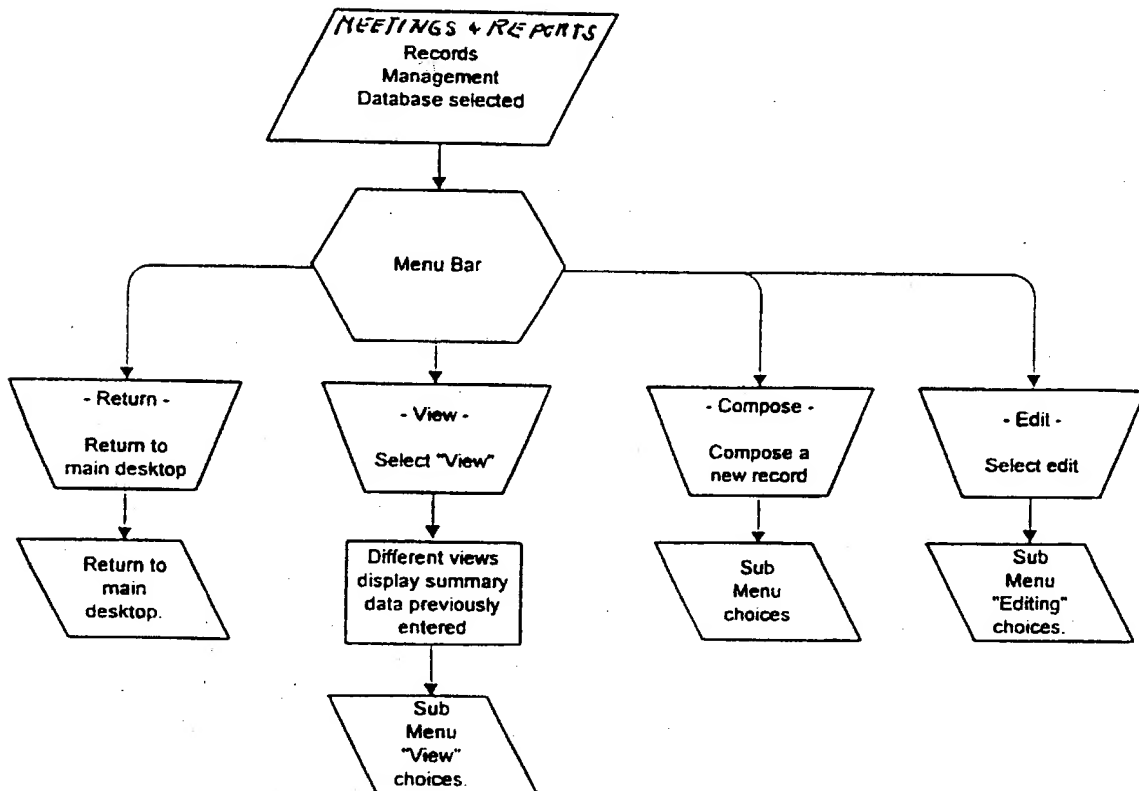 MEETINGS & REPORTS
Records
Management
Database selected
Menu Bar
- Return -
Return to
main desktop
- View -
Select "View"
- Compose -
Compose a
new record
- Edit -
Select edit
Return to
main
desktop.
Different views
display summary
data previously
entered
Sub
Menu
choices
Sub
Menu
"Editing"
choices.
Sub
Menu
"View"
choices.